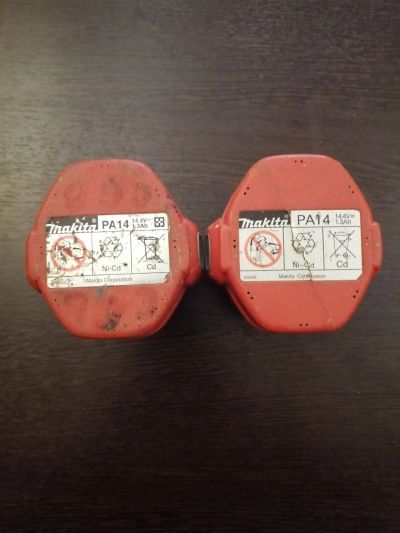 makita® PA14 14.4V⎓ 1.3Ah
Ni-Cd Cd
Makita Corporation
makita® PA14 14.4V⎓ 1.3Ah
Ni-Cd Cd
Makita Corporation